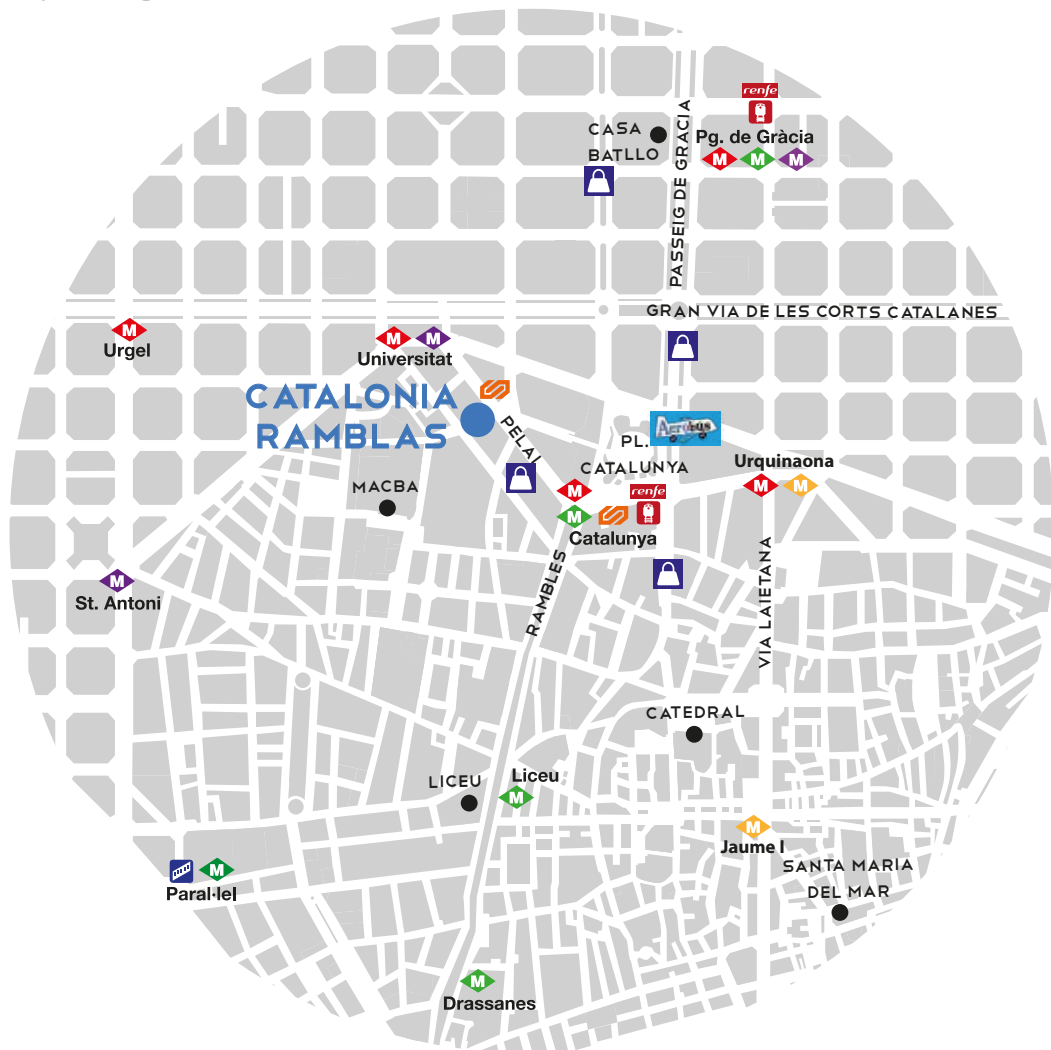 renfe
CASA
BATLLO
PASSEIG DE GRACIA
Pg. de Gràcia
M M M
GRAN VIA DE LES CORTS CATALANES
M
Urgel
M M
Universitat
CATALONIA
RAMBLAS
PELAI
PL.
CATALUNYA
Aerobus
Urquinaona
M M
MACBA
M
renfe
M
Catalunya
RAMBLES
VIA LAIETANA
M
St. Antoni
CATEDRAL
LICEU
Liceu
M
M
Jaume I
SANTA MARIA
DEL MAR
M
Paral·lel
M
Drassanes